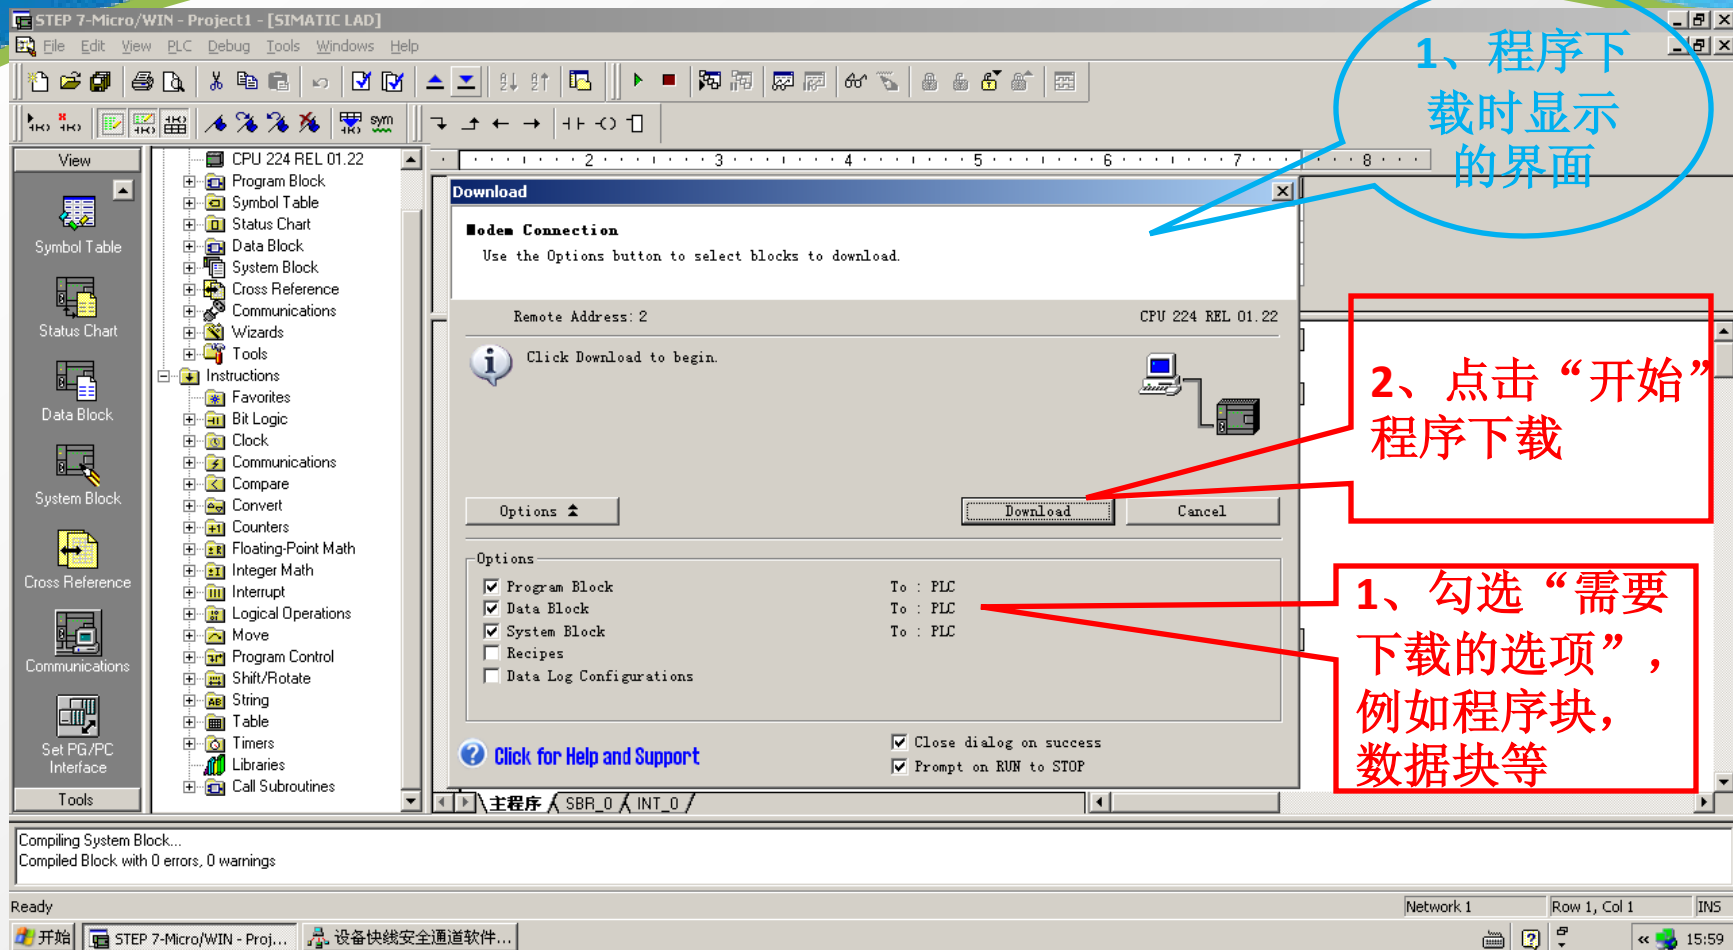 STEP 7-Micro/WIN - Project1 - [SIMATIC LAD]
File Edit View PLC Debug Tools Windows Help
1、程序下
载时显示
的界面
View
Symbol Table
Status Chart
Data Block
System Block
Cross Reference
Communications
Set PG/PC
Interface
Tools
CPU 224 REL 01.22
Program Block
Symbol Table
Status Chart
Data Block
System Block
Cross Reference
Communications
Wizards
Tools
Instructions
Favorites
Bit Logic
Clock
Communications
Compare
Convert
Counters
Floating-Point Math
Integer Math
Interrupt
Logical Operations
Move
Program Control
Shift/Rotate
String
Table
Timers
Libraries
Call Subroutines
2 3 4 5 6 7 8
Download
Modem Connection
Use the Options button to select blocks to download.
Remote Address: 2 CPU 224 REL 01.22
Click Download to begin.
Options Download Cancel
Options
Program Block To : PLC
Data Block To : PLC
System Block To : PLC
Recipes
Data Log Configurations
Click for Help and Support
Close dialog on success
Prompt on RUN to STOP
2、点击“开始”
程序下载
1、勾选“需要
下载的选项”，
例如程序块，
数据块等
主程序 SBR_0 INT_0
Compiling System Block...
Compiled Block with 0 errors, 0 warnings
Ready Network 1 Row 1, Col 1 INS
开始 STEP 7-Micro/WIN - Proj... 设备快线安全通道软件... 15:59